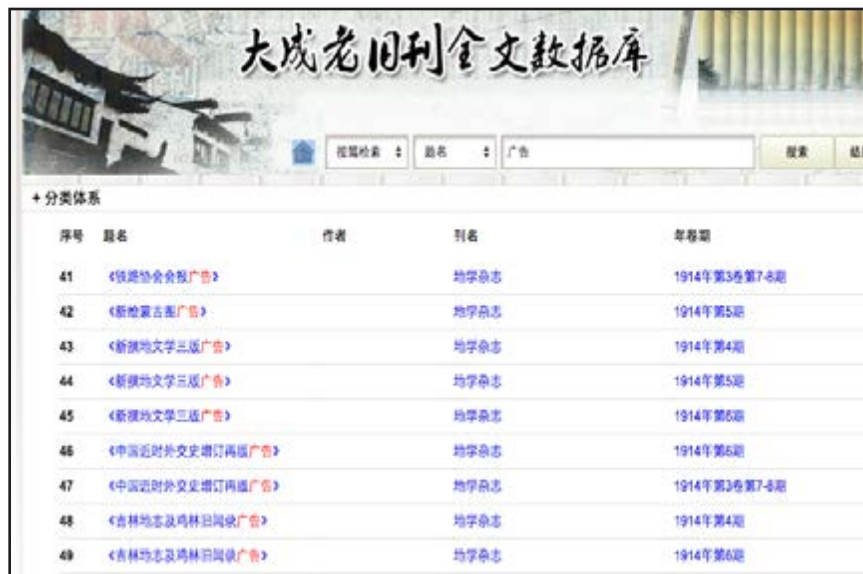 大成老旧刊全文数据库
按篇检索 题名 广告 搜索
+ 分类体系
序号 题名 作者 刊名 年卷期
41 《铁路协会会报广告》 地学杂志 1914年第3卷第7-8期
42 《新绘蒙古图广告》 地学杂志 1914年第5期
43 《新撰地文学三版广告》 地学杂志 1914年第4期
44 《新撰地文学三版广告》 地学杂志 1914年第5期
45 《新撰地文学三版广告》 地学杂志 1914年第6期
46 《中国近时外交史增订再版广告》 地学杂志 1914年第6期
47 《中国近时外交史增订再版广告》 地学杂志 1914年第3卷第7-8期
48 《吉林地志及鸡林旧闻录广告》 地学杂志 1914年第4期
49 《吉林地志及鸡林旧闻录广告》 地学杂志 1914年第6期